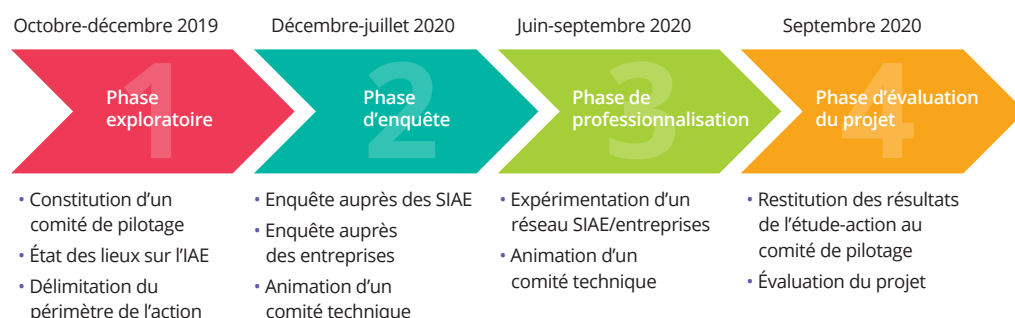 Octobre-décembre 2019
Décembre-juillet 2020
Juin-septembre 2020
Septembre 2020
1
Phase
exploratoire
2
Phase
d'enquête
3
Phase de
professionnalisation
4
Phase d'évaluation
du projet
• Constitution d'un
comité de pilotage
• État des lieux sur l'IAE
• Délimitation du
périmètre de l'action
• Enquête auprès des SIAE
• Enquête auprès
des entreprises
• Animation d'un
comité technique
• Expérimentation d'un
réseau SIAE/entreprises
• Animation d'un
comité technique
• Restitution des résultats
de l'étude-action au
comité de pilotage
• Évaluation du projet